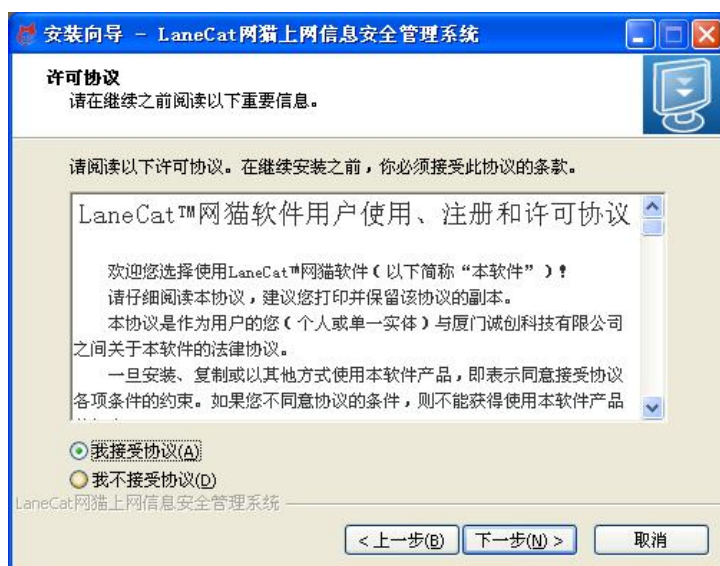 安装向导 - LaneCat网猫上网信息安全管理系统
许可协议
请在继续之前阅读以下重要信息。
请阅读以下许可协议。在继续安装之前，你必须接受此协议的条款。
LaneCat™网猫软件用户使用、注册和许可协议
欢迎您选择使用LaneCat™网猫软件（以下简称“本软件”）！
请仔细阅读本协议，建议您打印并保留该协议的副本。
本协议是作为用户的您（个人或单一实体）与厦门诚创科技有限公司
之间关于本软件的法律协议。
一旦安装、复制或以其他方式使用本软件产品，即表示同意接受协议
各项条件的约束。如果您不同意协议的条件，则不能获得使用本软件产品
我接受协议(A)
我不接受协议(D)
LaneCat网猫上网信息安全管理系统
< 上一步(B) 下一步(N) > 取消